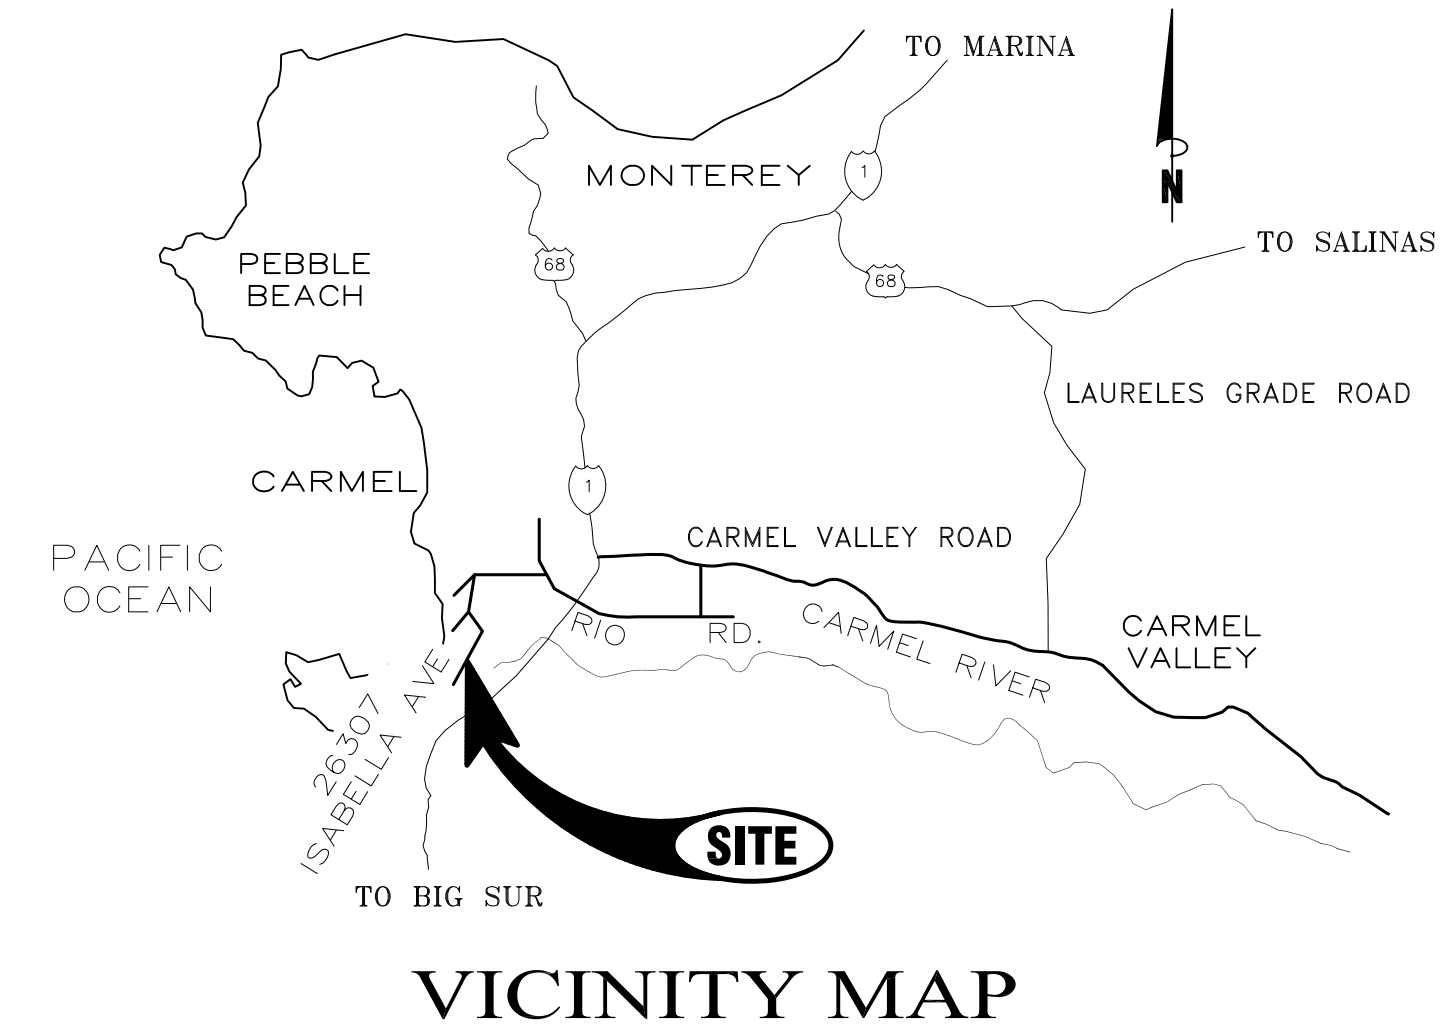 TO MARINA
1
MONTEREY
N
TO SALINAS
PEBBLE
BEACH
68
68
LAURELES GRADE ROAD
CARMEL
1
CARMEL VALLEY ROAD
PACIFIC
OCEAN
RIO RD.
CARMEL RIVER
CARMEL
VALLEY
26307
ISABELLA AVE
SITE
TO BIG SUR
VICINITY MAP